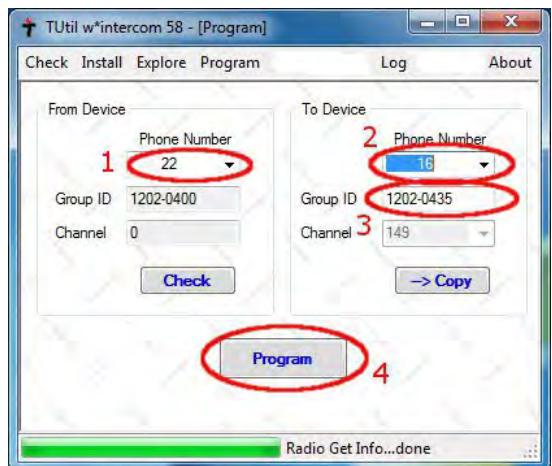 TUtil w*intercom 58 - [Program]
Check Install Explore Program Log About
From Device
Phone Number
1 22
Group ID 1202-0400
Channel 0
Check
To Device
2 Phone Number
16
Group ID 1202-0435
Channel 3 149
--> Copy
Program
4
Radio Get Info...done